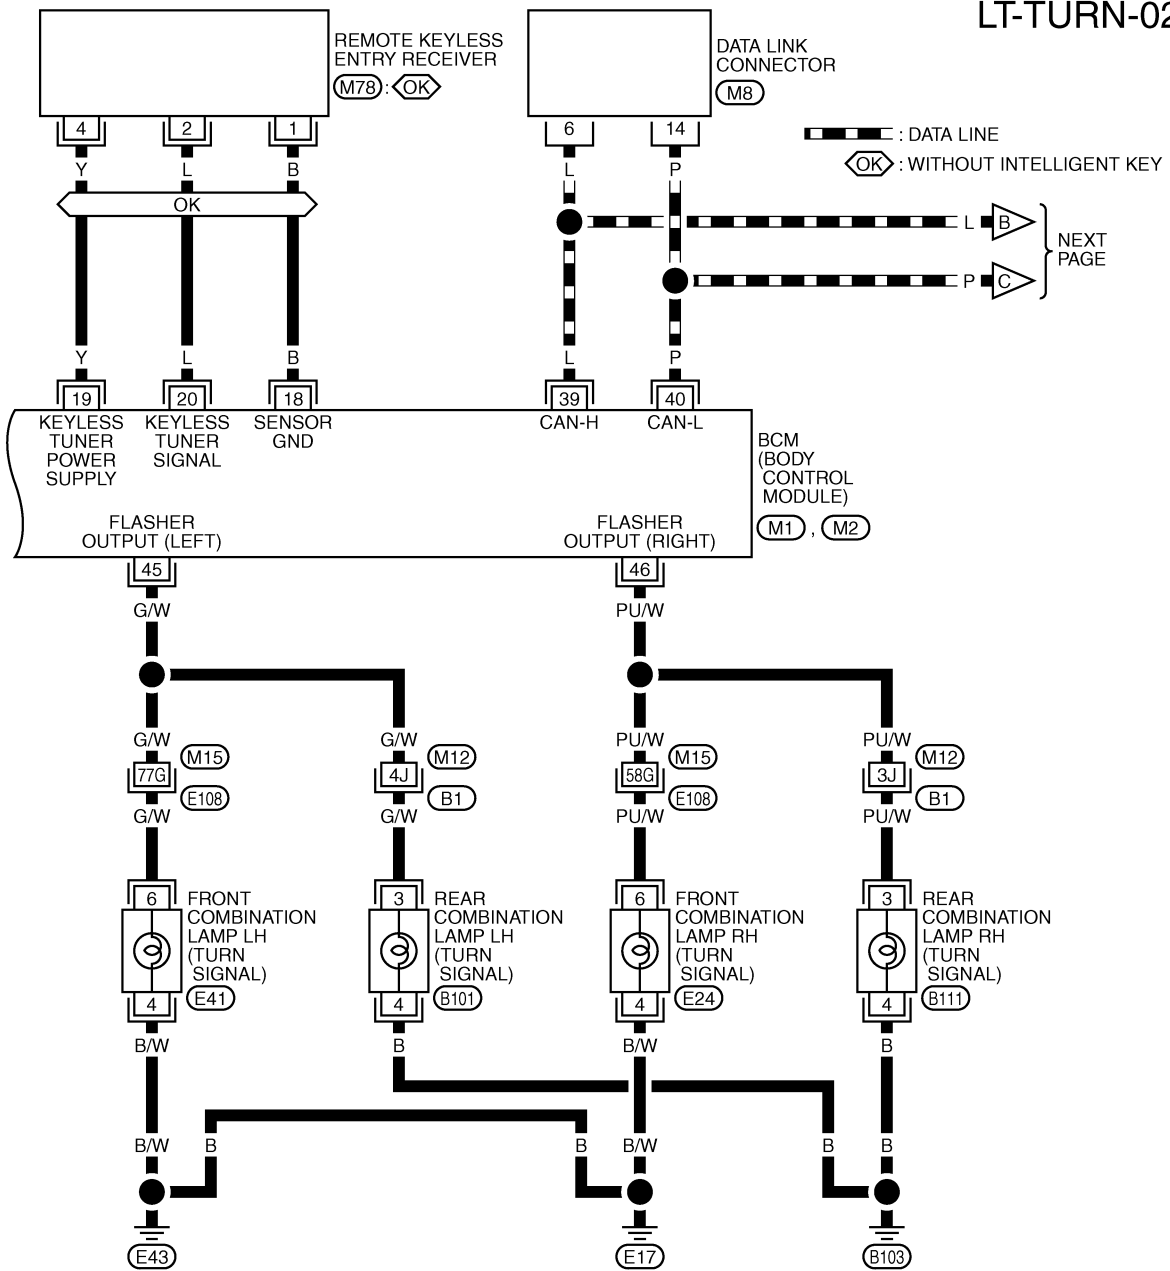 LT-TURN-02
REMOTE KEYLESS
ENTRY RECEIVER
M78 : OK
DATA LINK
CONNECTOR
M8
4 2 1
6 14
: DATA LINE
OK : WITHOUT INTELLIGENT KEY
Y L B
L P
OK
L B
P C
NEXT
PAGE
Y L B
L P
19 20 18
39 40
KEYLESS
TUNER
POWER
SUPPLY
KEYLESS
TUNER
SIGNAL
SENSOR
GND
CAN-H
CAN-L
BCM
(BODY
CONTROL
MODULE)
M1 , M2
FLASHER
OUTPUT (LEFT)
FLASHER
OUTPUT (RIGHT)
45 46
G/W PU/W
G/W G/W PU/W PU/W
M15 M12 M15 M12
77G 4J 58G 3J
E108 B1 E108 B1
G/W G/W PU/W PU/W
6 3 6 3
FRONT
COMBINATION
LAMP LH
(TURN
SIGNAL)
E41
REAR
COMBINATION
LAMP LH
(TURN
SIGNAL)
B101
FRONT
COMBINATION
LAMP RH
(TURN
SIGNAL)
E24
REAR
COMBINATION
LAMP RH
(TURN
SIGNAL)
B111
4 4 4 4
B/W B B/W B
B/W B B B/W B B
E43 E17 B103